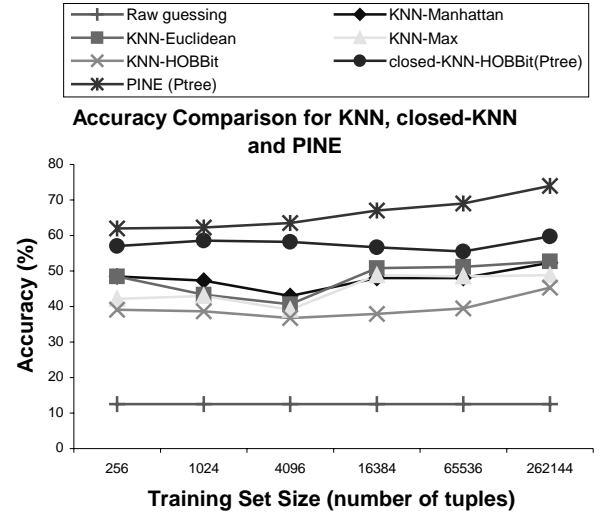 Raw guessing
KNN-Manhattan
KNN-Euclidean
KNN-Max
KNN-HOBBit
closed-KNN-HOBBit(Ptree)
PINE (Ptree)
Accuracy Comparison for KNN, closed-KNN
and PINE
80
70
60
50
40
30
20
10
0
Accuracy (%)
256 1024 4096 16384 65536 262144
Training Set Size (number of tuples)